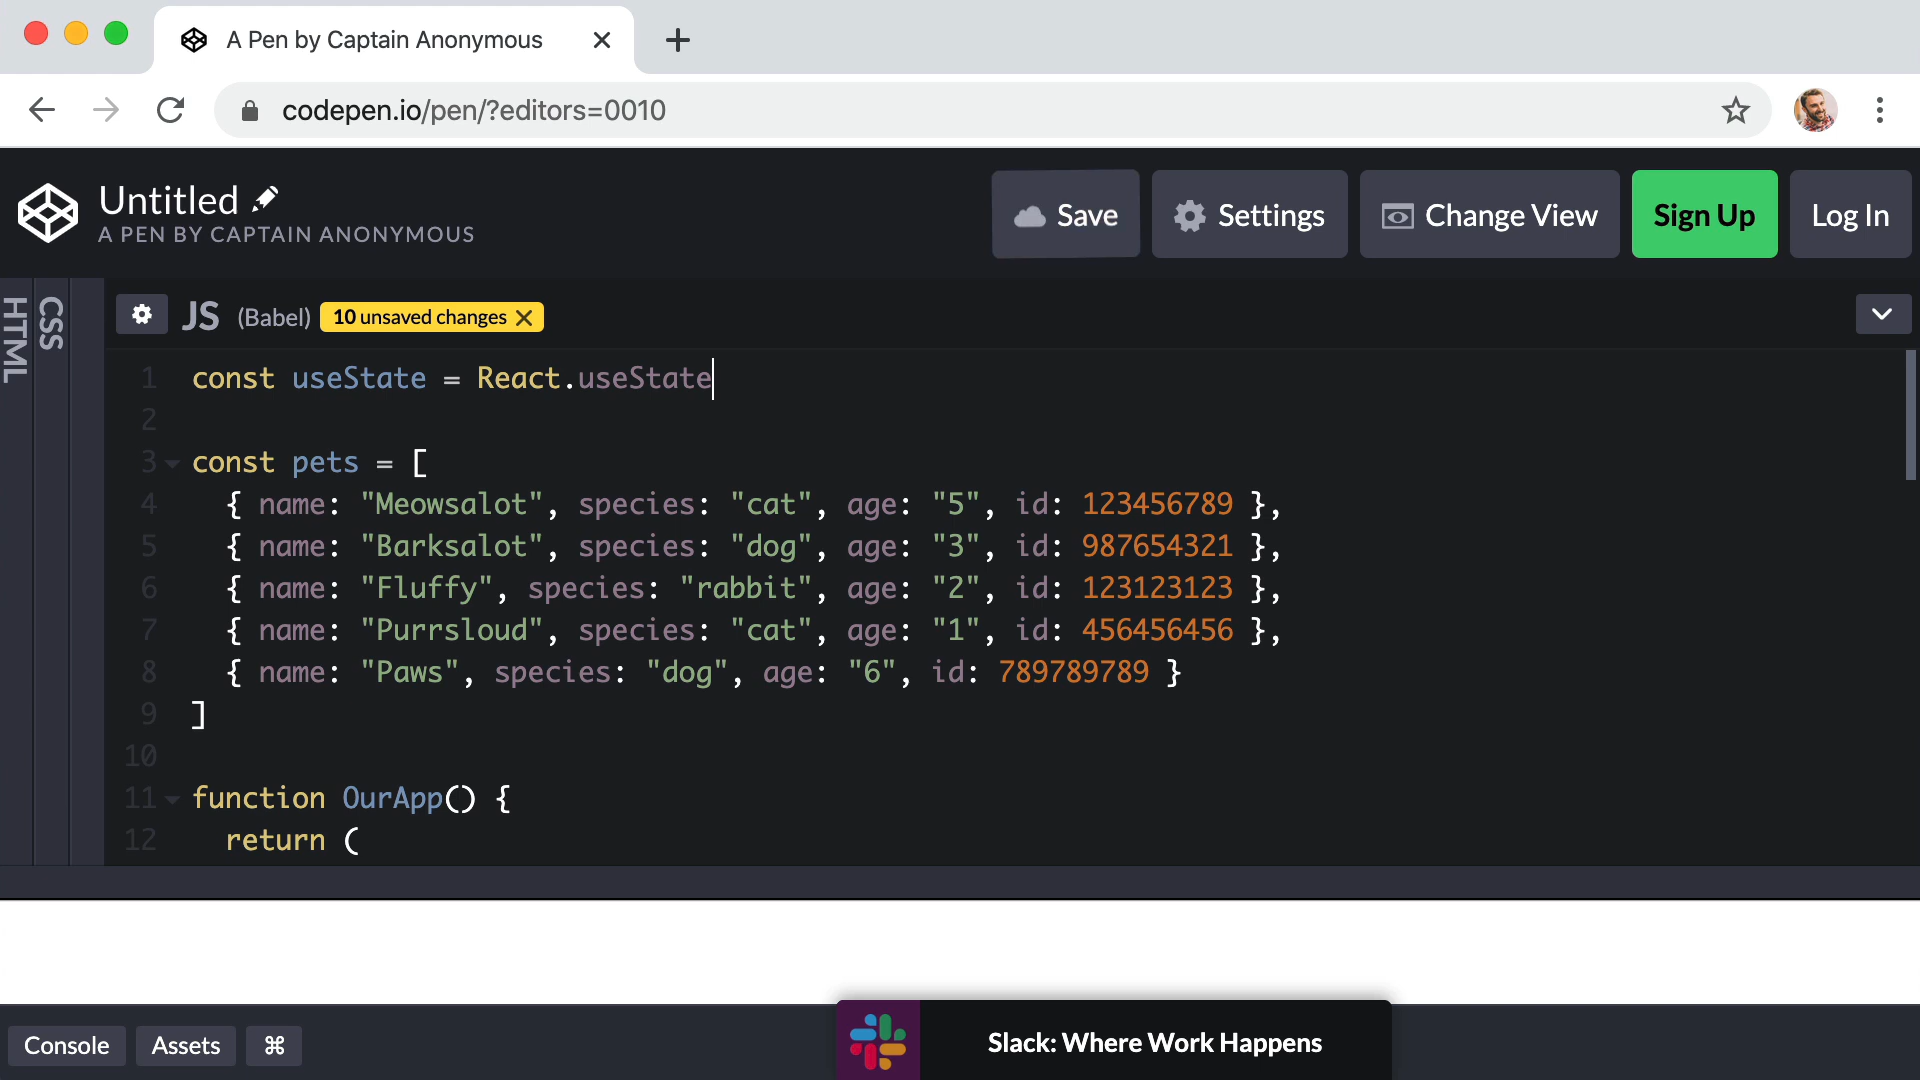 A Pen by Captain Anonymous
codepen.io/pen/?editors=0010
Untitled
A PEN BY CAPTAIN ANONYMOUS
Save
Settings
Change View
Sign Up
Log In
HTML
CSS
JS (Babel) 10 unsaved changes
1 const useState = React.useState
2
3 const pets = [
4 { name: "Meowsalot", species: "cat", age: "5", id: 123456789 },
5 { name: "Barksalot", species: "dog", age: "3", id: 987654321 },
6 { name: "Fluffy", species: "rabbit", age: "2", id: 123123123 },
7 { name: "Purrsloud", species: "cat", age: "1", id: 456456456 },
8 { name: "Paws", species: "dog", age: "6", id: 789789789 }
9 ]
10
11 function OurApp() {
12 return (
Console
Assets
⌘
Slack: Where Work Happens